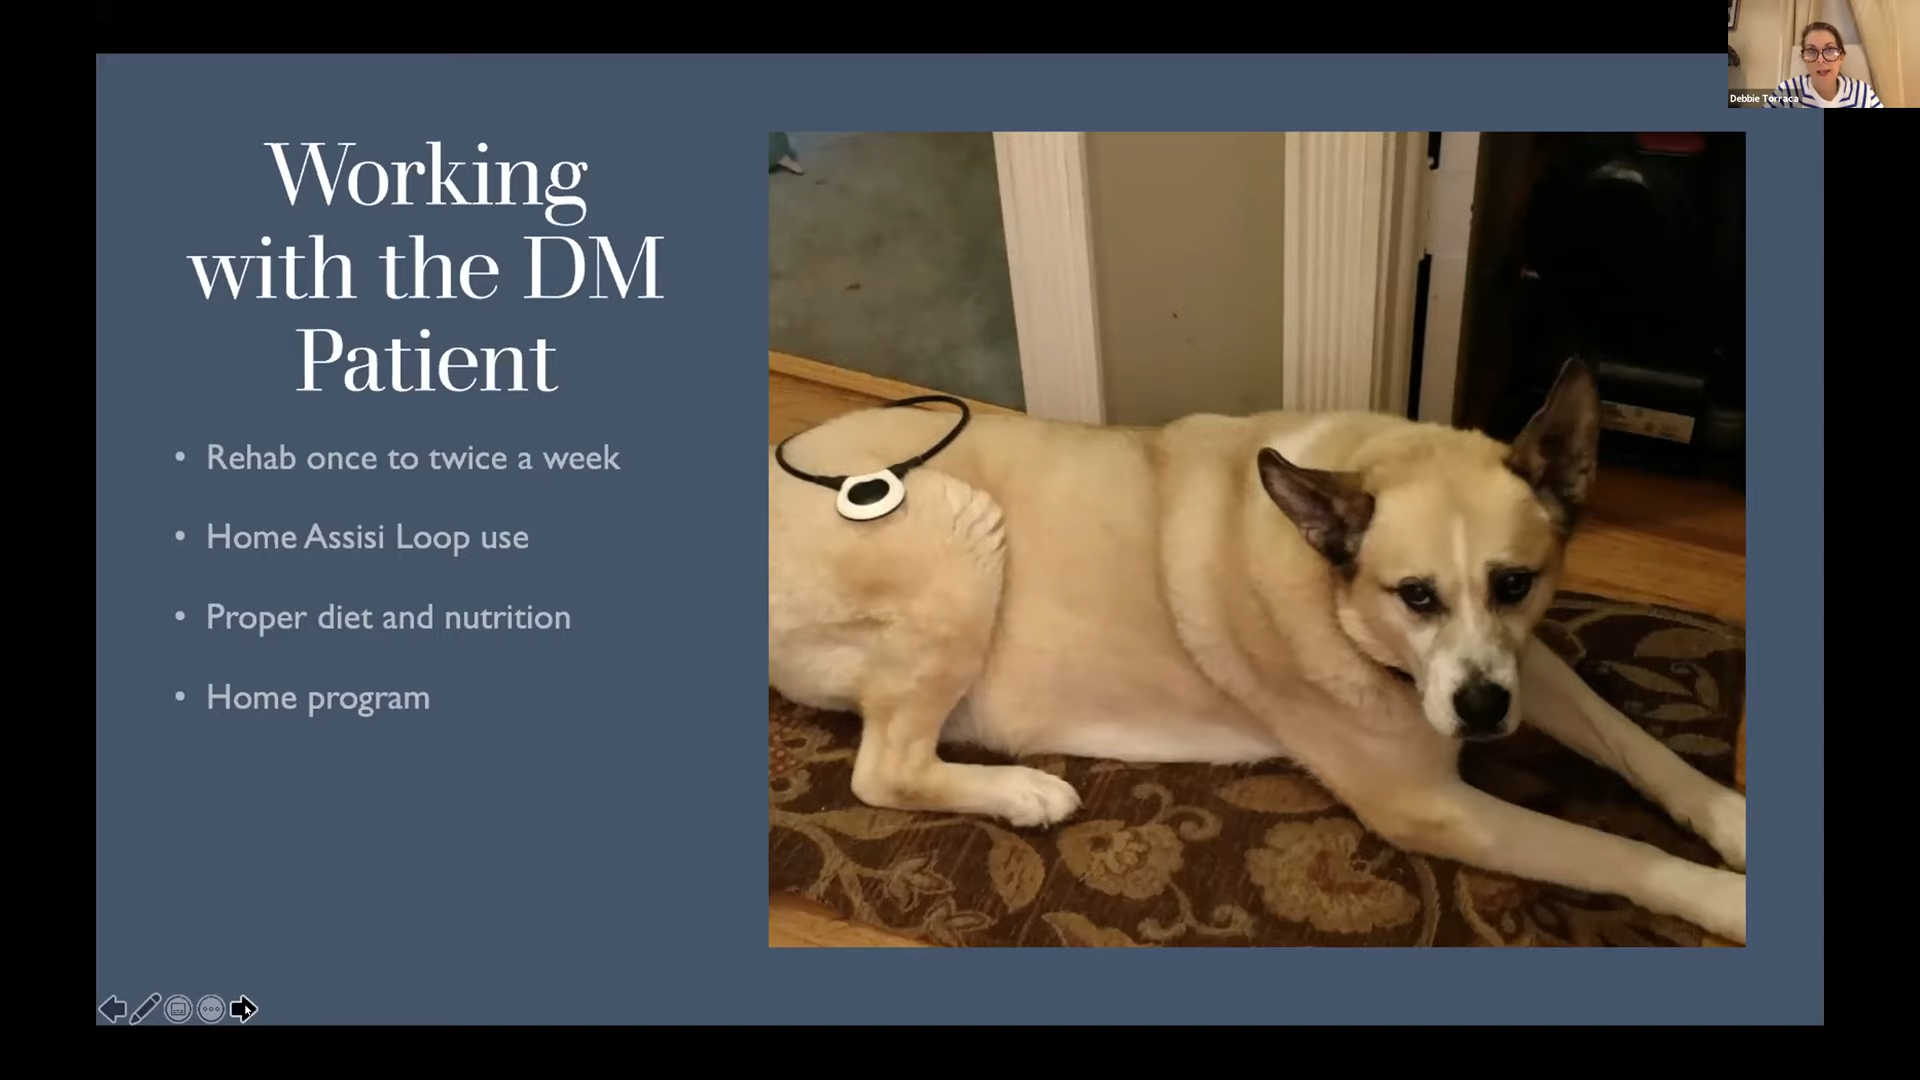 Debbie Torraca
Working
with the DM
Patient
• Rehab once to twice a week
• Home Assisi Loop use
• Proper diet and nutrition
• Home program